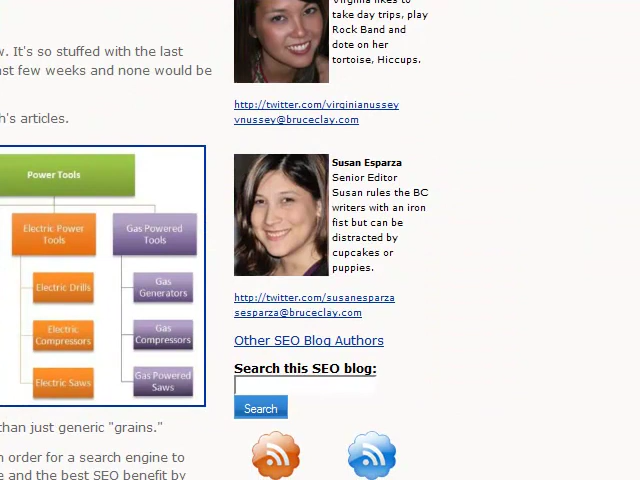 w. It's so stuffed with the last
ast few weeks and none would be
h's articles.
Power Tools
Electric Power
Tools
Gas Powered
Tools
Electric Drills
Gas
Generators
Electric
Compressors
Gas
Compressors
Electric Saws
Gas Powered
Saws
than just generic "grains."
n order for a search engine to
e and the best SEO benefit by
Virginia likes to
take day trips, play
Rock Band and
dote on her
tortoise, Hiccups.
http://twitter.com/virginianussey
vnussey@bruceclay.com
Susan Esparza
Senior Editor
Susan rules the BC
writers with an iron
fist but can be
distracted by
cupcakes or
puppies.
http://twitter.com/susanesparza
sesparza@bruceclay.com
Other SEO Blog Authors
Search this SEO blog:
Search